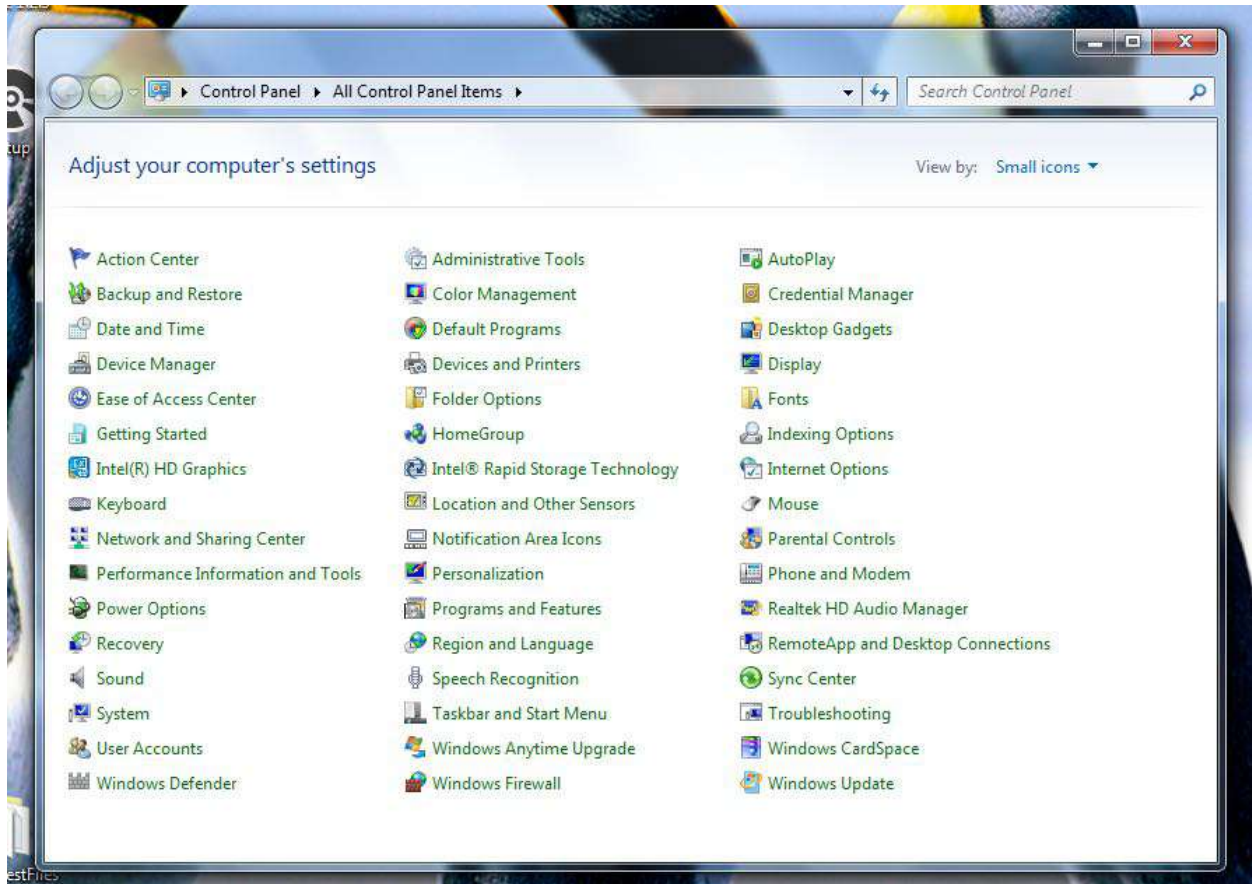 Control Panel All Control Panel Items Search Control Panel
tup
Adjust your computer's settings View by: Small icons
Action Center Administrative Tools AutoPlay
Backup and Restore Color Management Credential Manager
Date and Time Default Programs Desktop Gadgets
Device Manager Devices and Printers Display
Ease of Access Center Folder Options Fonts
Getting Started HomeGroup Indexing Options
Intel(R) HD Graphics Intel® Rapid Storage Technology Internet Options
Keyboard Location and Other Sensors Mouse
Network and Sharing Center Notification Area Icons Parental Controls
Performance Information and Tools Personalization Phone and Modem
Power Options Programs and Features Realtek HD Audio Manager
Recovery Region and Language RemoteApp and Desktop Connections
Sound Speech Recognition Sync Center
System Taskbar and Start Menu Troubleshooting
User Accounts Windows Anytime Upgrade Windows CardSpace
Windows Defender Windows Firewall Windows Update
estFiles